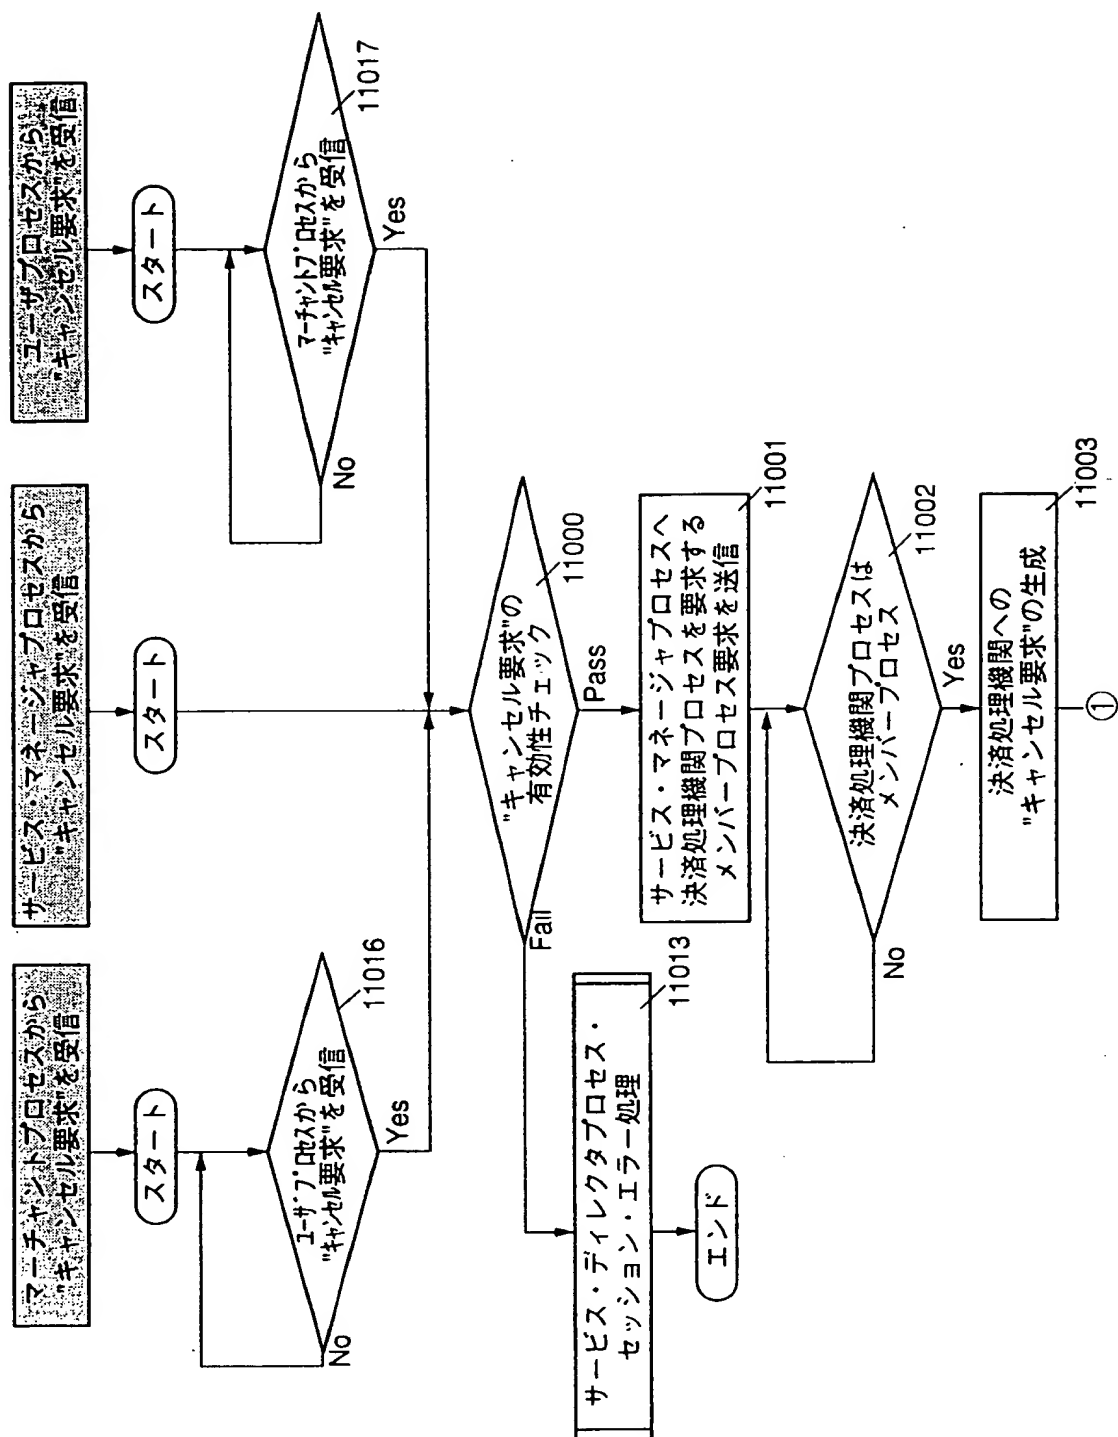 マーチャントプロセスから
"キャンセル要求"を受信
スタート
ユーザプロセスから
"キャンセル要求"を受信
11016
No
Yes
サービス・マネージャプロセスから
"キャンセル要求"を受信
スタート
ユーザプロセスから
"キャンセル要求"を受信
スタート
マーチャントプロセスから
"キャンセル要求"を受信
11017
No
Yes
"キャンセル要求"の
有効性チェック
11000
Fail
Pass
サービス・ディレクタプロセス・
セッション・エラー処理
11013
エンド
サービス・マネージャプロセスへ
決済処理機関プロセスを要求する
メンバープロセス要求を送信
11001
決済処理機関プロセスは
メンバープロセス
11002
No
Yes
決済処理機関への
"キャンセル要求"の生成
11003
①